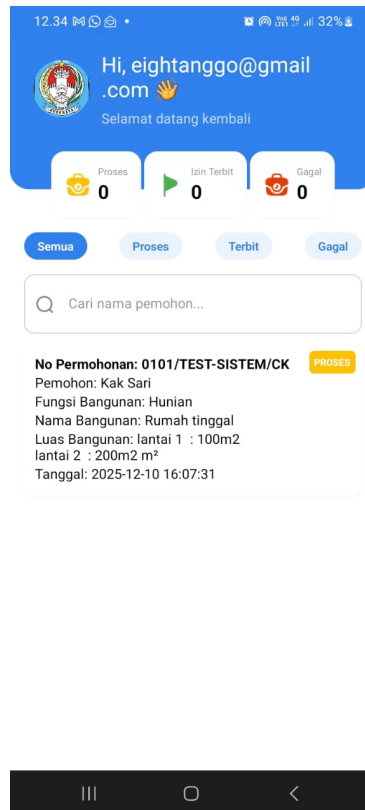 12.34
32%
Hi, eightanggo@gmail
.com 👋
Selamat datang kembali
Proses
0
Izin Terbit
0
Gagal
0
Semua
Proses
Terbit
Gagal
Cari nama pemohon...
No Permohonan: 0101/TEST-SISTEM/CK
PROSES
Pemohon: Kak Sari
Fungsi Bangunan: Hunian
Nama Bangunan: Rumah tinggal
Luas Bangunan: lantai 1 : 100m2
lantai 2 : 200m2 m²
Tanggal: 2025-12-10 16:07:31